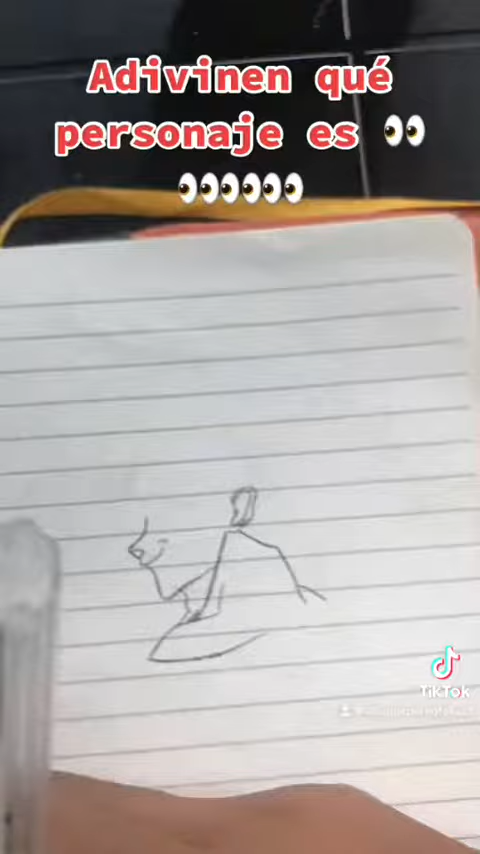 Adivinen qué
personaje es 👀
👀👀👀
TikTok